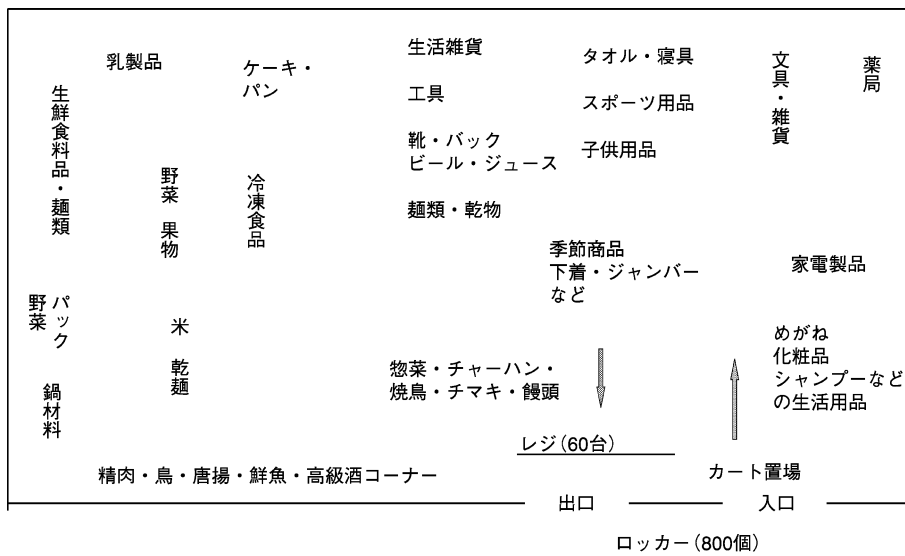 乳製品
ケーキ・
パン
生活雑貨
工具
靴・バック
ビール・ジュース
麺類・乾物
タオル・寝具
スポーツ用品
子供用品
文具・雑貨
薬局
生鮮食料品・麺類
野菜 果物
冷凍食品
季節商品
下着・ジャンバー
など
家電製品
パック
野菜
米 乾麺
鍋材料
惣菜・チャーハン・
焼鳥・チマキ・饅頭
めがね
化粧品
シャンプーなど
の生活用品
レジ(60台)
カート置場
精肉・鳥・唐揚・鮮魚・高級酒コーナー
出口
入口
ロッカー(800個)